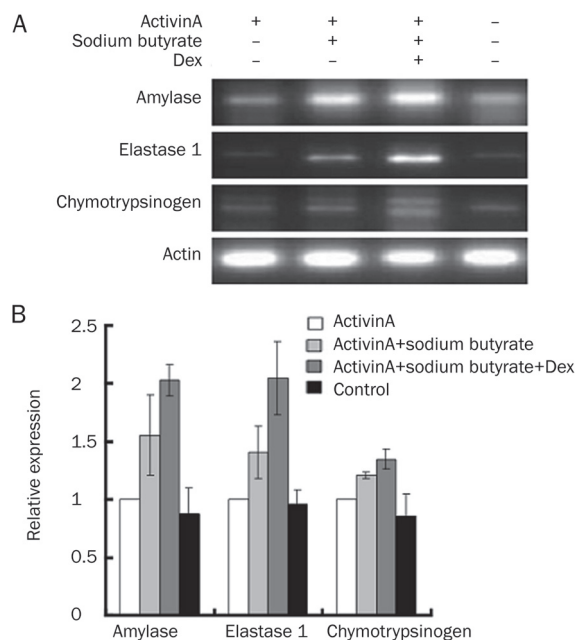 A
ActivinA + + + –
Sodium butyrate – + + –
Dex – – + –
Amylase
Elastase 1
Chymotrypsinogen
Actin
B
2.5
2
1.5
1
0.5
0
Relative expression
ActivinA
ActivinA+sodium butyrate
ActivinA+sodium butyrate+Dex
Control
Amylase Elastase 1 Chymotrypsinogen